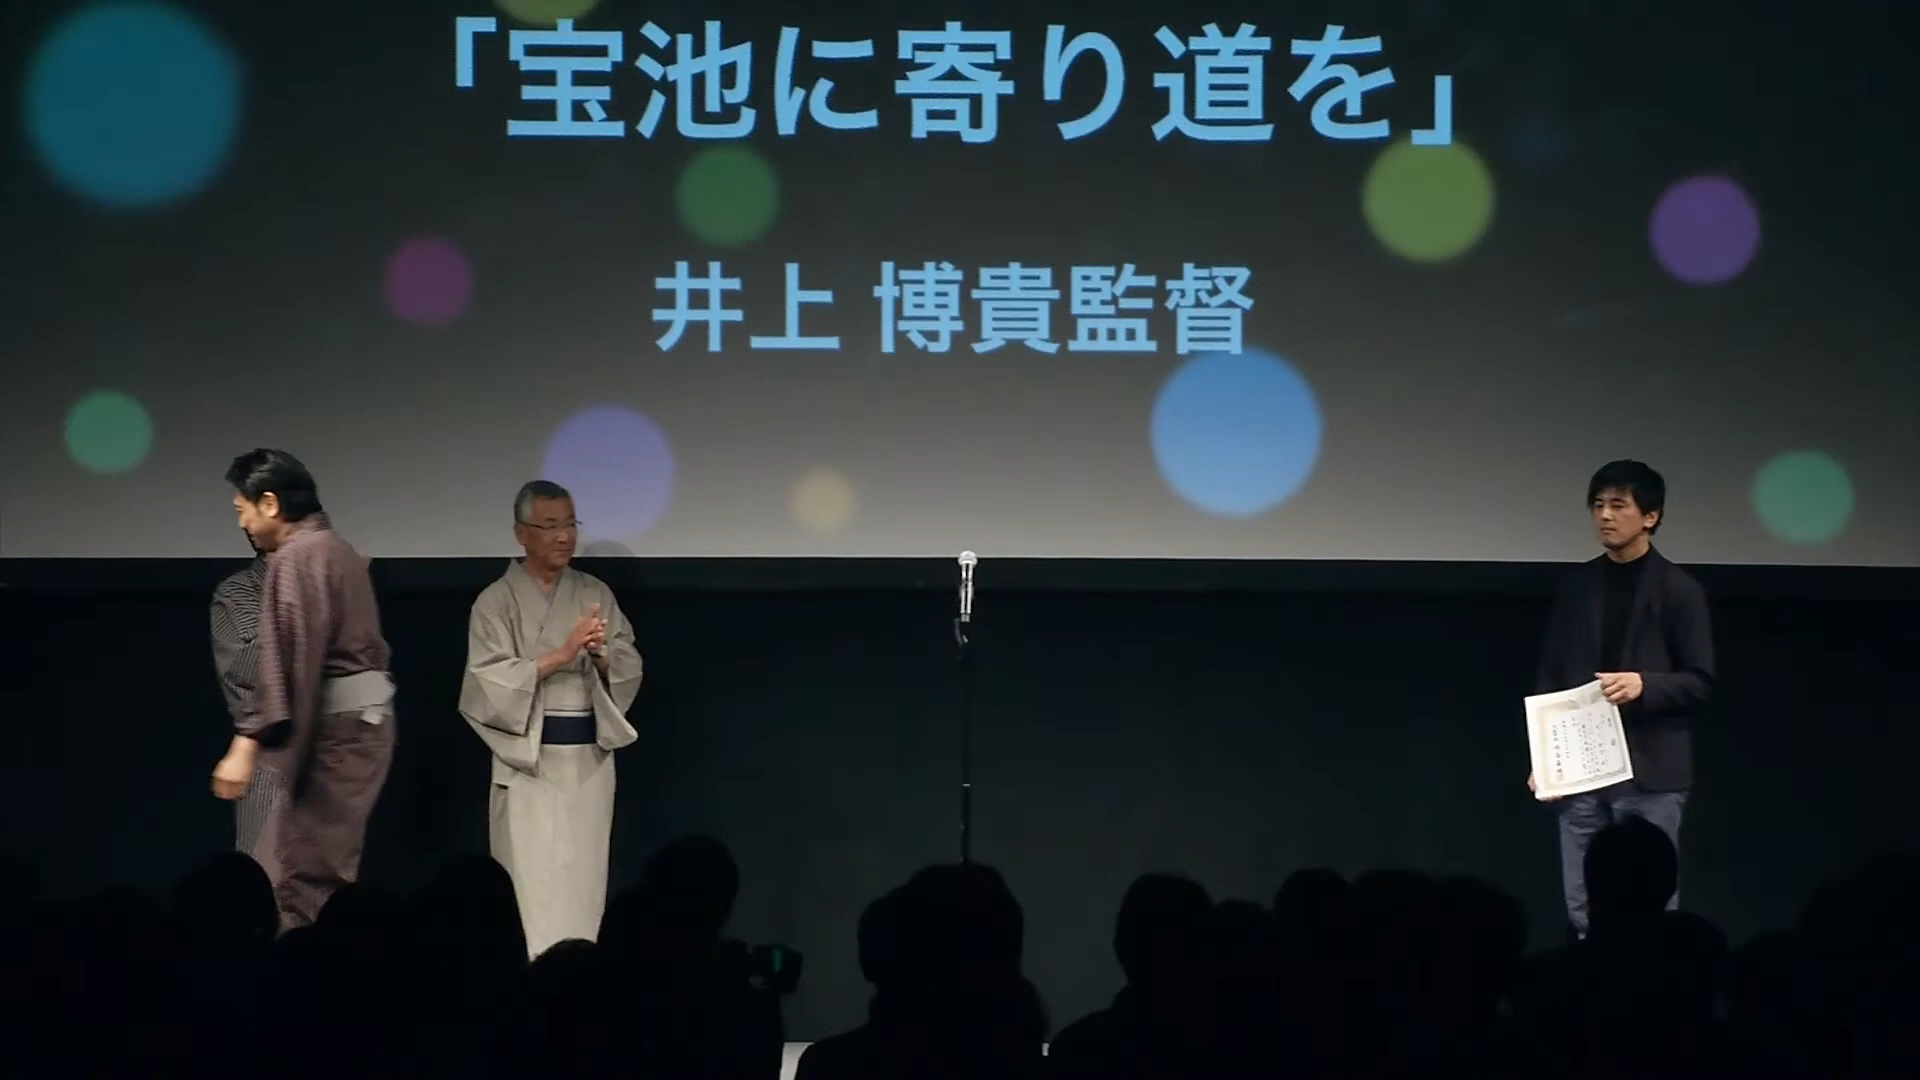 「宝池に寄り道を」
井上 博貴監督